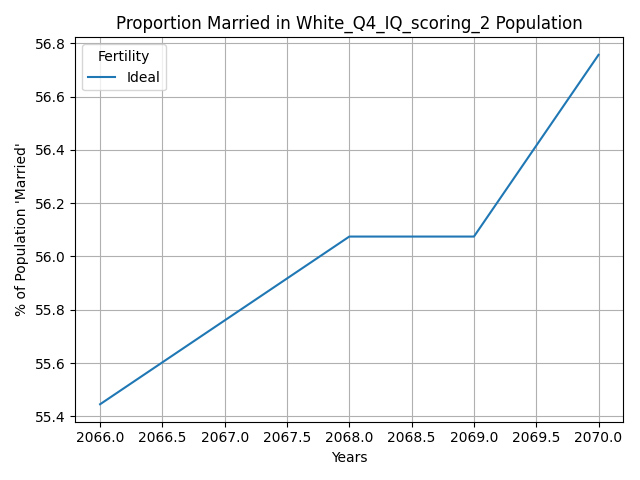 Proportion Married in White_Q4_IQ_scoring_2 Population
Fertility
Ideal
% of Population 'Married'
56.8
56.6
56.4
56.2
56.0
55.8
55.6
55.4
2066.0 2066.5 2067.0 2067.5 2068.0 2068.5 2069.0 2069.5 2070.0
Years